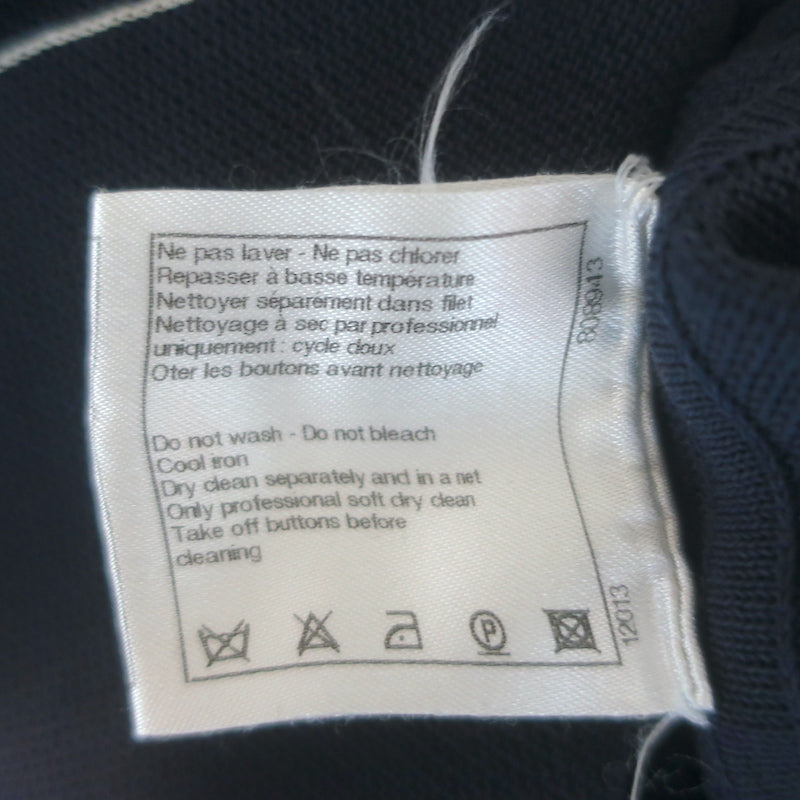 Ne pas laver - Ne pas chlorer
Repasser à basse température
Nettoyer séparement dans filet
Nettoyage à sec par professionnel
uniquement : cycle doux
Oter les boutons avant nettoyage
Do not wash - Do not bleach
Cool iron
Dry clean separately and in a net
Only professional soft dry clean
Take off buttons before
cleaning
P
808943
12013